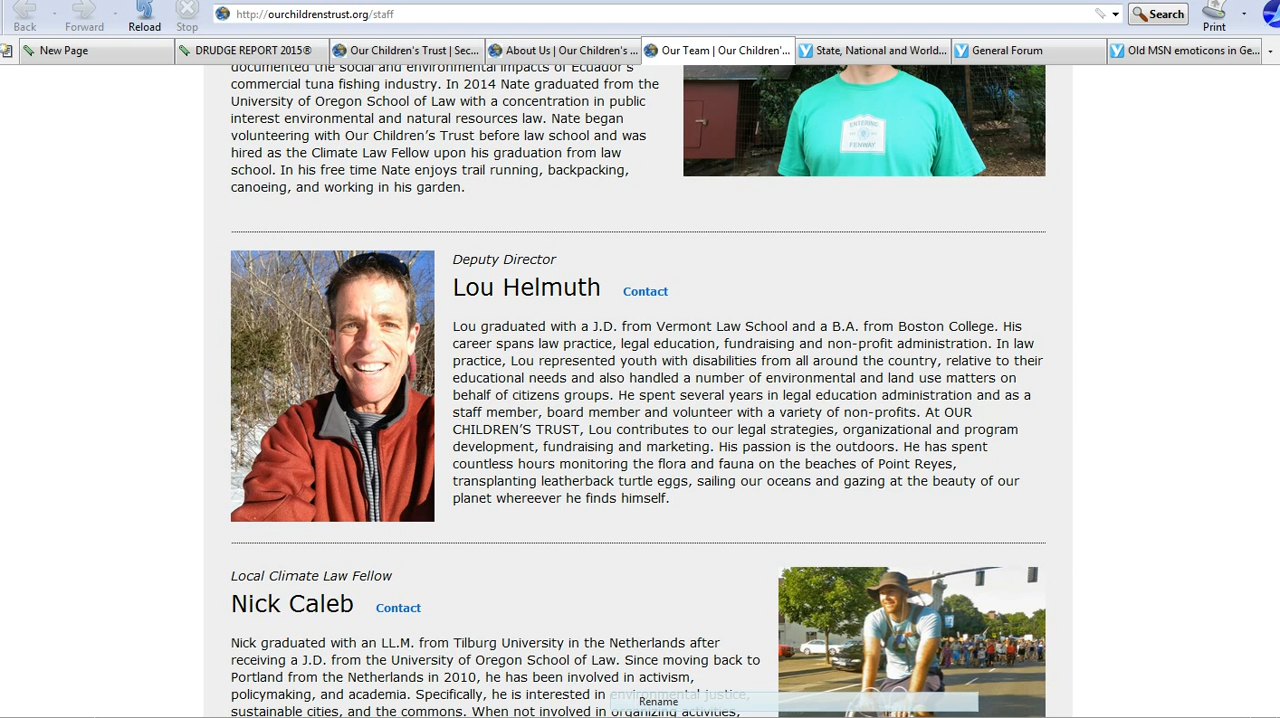 Back
Forward
Reload
Stop
http://ourchildrenstrust.org/staff
Search
Print
New Page
DRUDGE REPORT 2015®
Our Children's Trust | Sec...
About Us | Our Children's ...
Our Team | Our Children'...
State, National and World...
General Forum
Old MSN emoticons in Ge...
documented the social and environmental impacts of Ecuador's
commercial tuna fishing industry. In 2014 Nate graduated from the
University of Oregon School of Law with a concentration in public
interest environmental and natural resources law. Nate began
volunteering with Our Children's Trust before law school and was
hired as the Climate Law Fellow upon his graduation from law
school. In his free time Nate enjoys trail running, backpacking,
canoeing, and working in his garden.
ENTERING
FENWAY
Deputy Director
Lou Helmuth Contact
Lou graduated with a J.D. from Vermont Law School and a B.A. from Boston College. His
career spans law practice, legal education, fundraising and non-profit administration. In law
practice, Lou represented youth with disabilities from all around the country, relative to their
educational needs and also handled a number of environmental and land use matters on
behalf of citizens groups. He spent several years in legal education administration and as a
staff member, board member and volunteer with a variety of non-profits. At OUR
CHILDREN'S TRUST, Lou contributes to our legal strategies, organizational and program
development, fundraising and marketing. His passion is the outdoors. He has spent
countless hours monitoring the flora and fauna on the beaches of Point Reyes,
transplanting leatherback turtle eggs, sailing our oceans and gazing at the beauty of our
planet whereever he finds himself.
Local Climate Law Fellow
Nick Caleb Contact
Nick graduated with an LL.M. from Tilburg University in the Netherlands after
receiving a J.D. from the University of Oregon School of Law. Since moving back to
Portland from the Netherlands in 2010, he has been involved in activism,
policymaking, and academia. Specifically, he is interested in environmental justice,
sustainable cities, and the commons. When not involved in organizing activities,
Rename